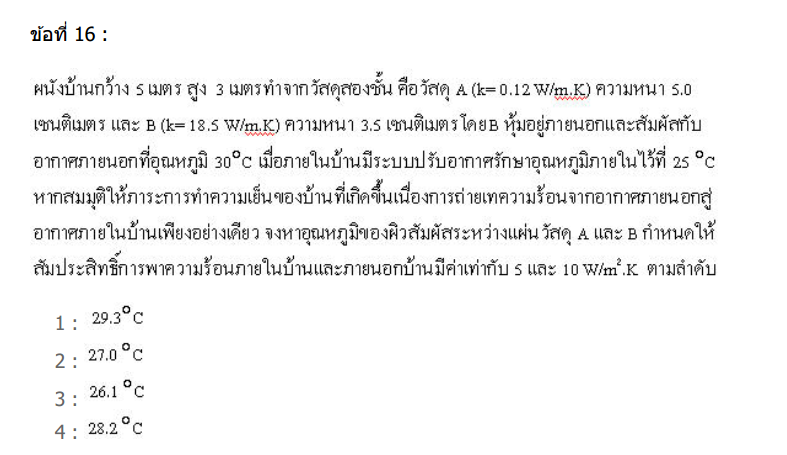 ข้อที่ 16 :
ผนังบ้านกว้าง 5 เมตร สูง 3 เมตรทำจากวัสดุสองชั้น คือวัสดุ A (k= 0.12 W/m.K) ความหนา 5.0
เซนติเมตร และ B (k= 18.5 W/m.K) ความหนา 3.5 เซนติเมตร โดย B หุ้มอยู่ภายนอกและสัมผัสกับ
อากาศภายนอกที่อุณหภูมิ 30°C เมื่อภายในบ้านมีระบบปรับอากาศรักษาอุณหภูมิภายในไว้ที่ 25 °C
หากสมมุติให้ภาระการทำความเย็นของบ้านที่เกิดขึ้นเนื่องการถ่ายเทความร้อนจากอากาศภายนอกสู่
อากาศภายในบ้านเพียงอย่างเดียว จงหาอุณหภูมิของผิวสัมผัสระหว่างแผ่นวัสดุ A และ B กำหนดให้
สัมประสิทธิ์การพาความร้อนภายในบ้านและภายนอกบ้านมีค่าเท่ากับ 5 และ 10 W/m².K ตามลำดับ
1 : 29.3°C
2 : 27.0 °C
3 : 26.1 °C
4 : 28.2 °C